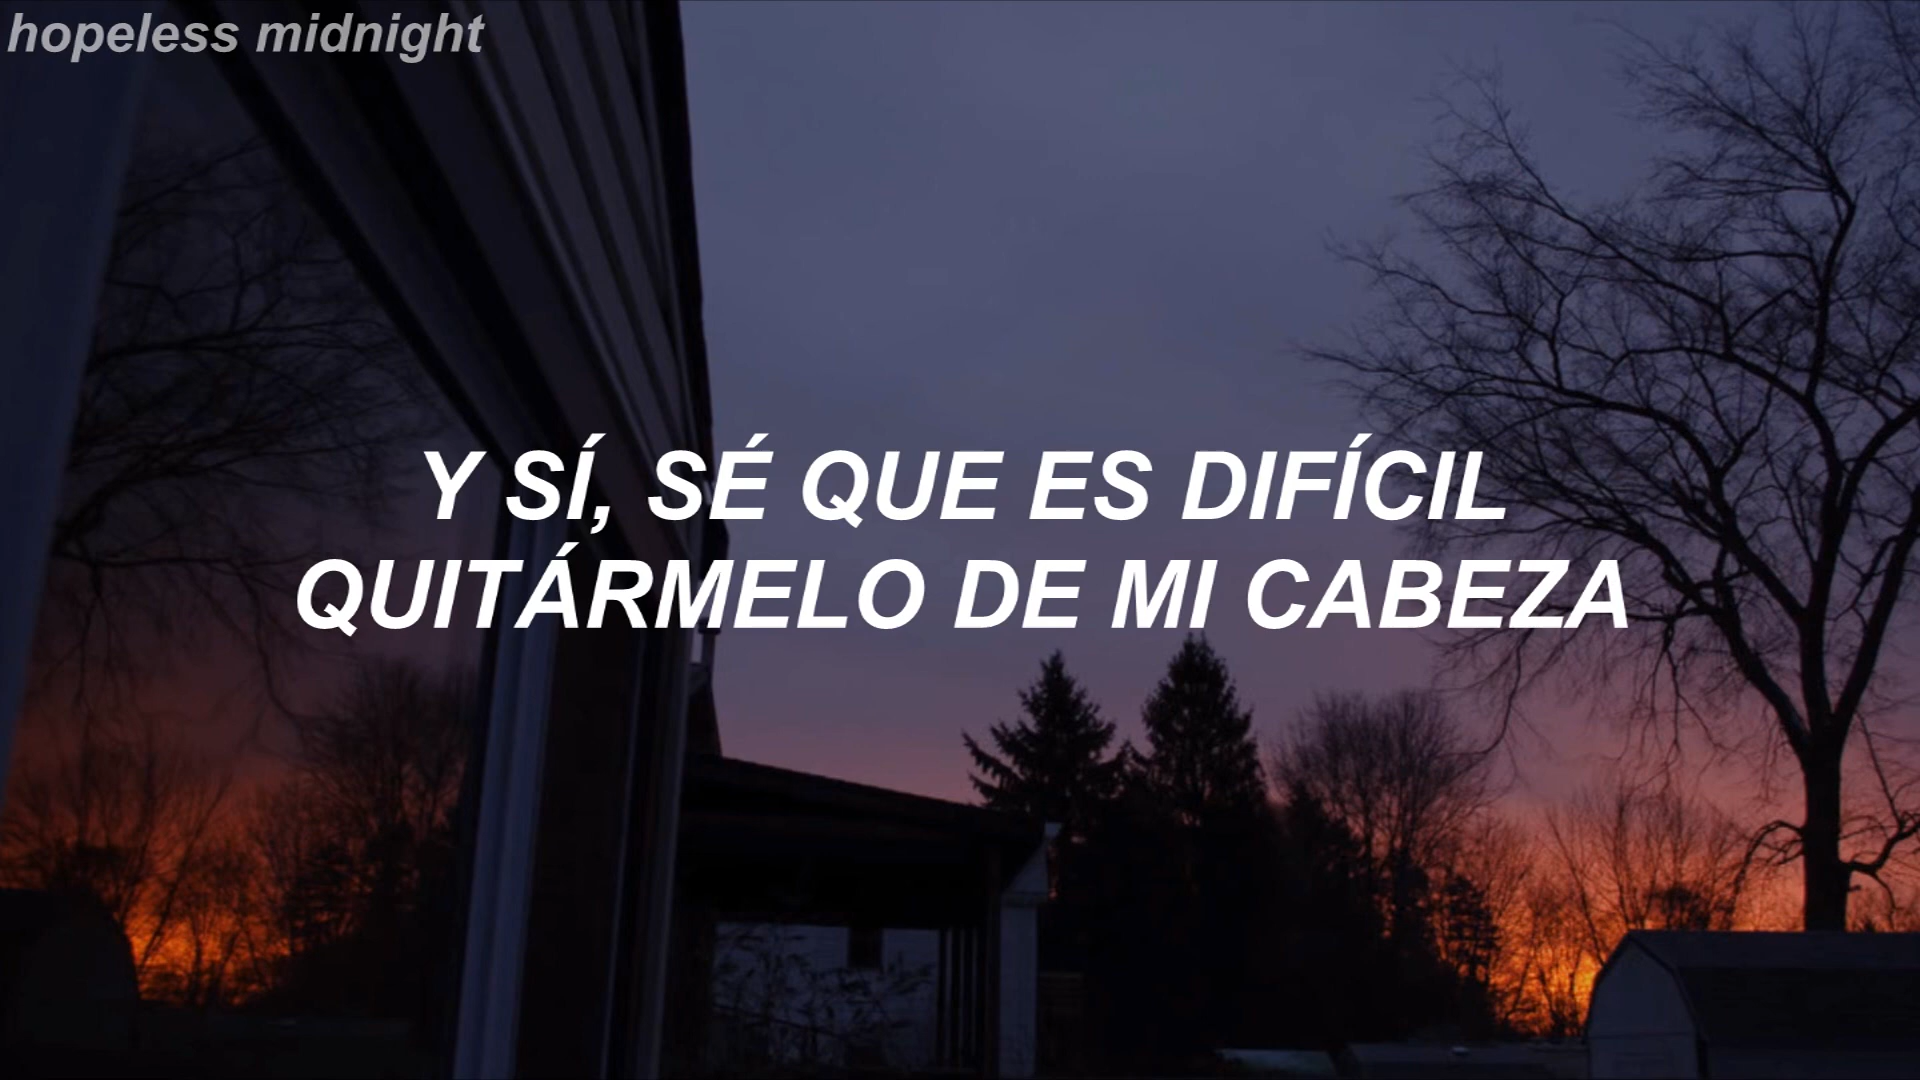 hopeless midnight
Y SÍ, SÉ QUE ES DIFÍCIL
QUITÁRMELO DE MI CABEZA